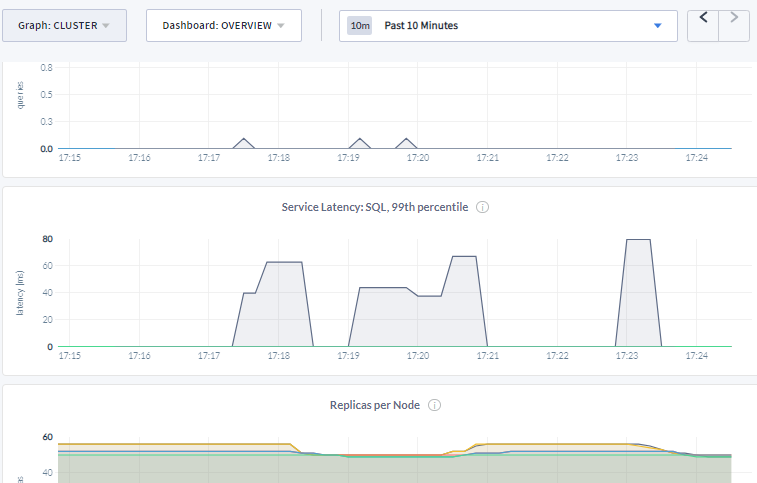 Graph: CLUSTER
Dashboard: OVERVIEW
10m Past 10 Minutes
queries
0.8
0.5
0.3
0.0
17:15 17:16 17:17 17:18 17:19 17:20 17:21 17:22 17:23 17:24
Service Latency: SQL, 99th percentile
latency (ms)
80
60
40
20
0
17:15 17:16 17:17 17:18 17:19 17:20 17:21 17:22 17:23 17:24
Replicas per Node
60
40